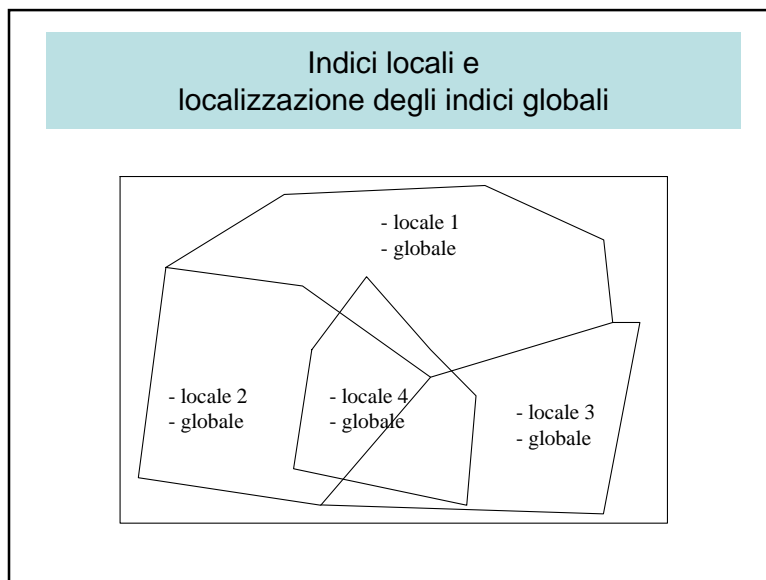 Indici locali e
localizzazione degli indici globali
- locale 1
- globale
- locale 2
- globale
- locale 4
- globale
- locale 3
- globale